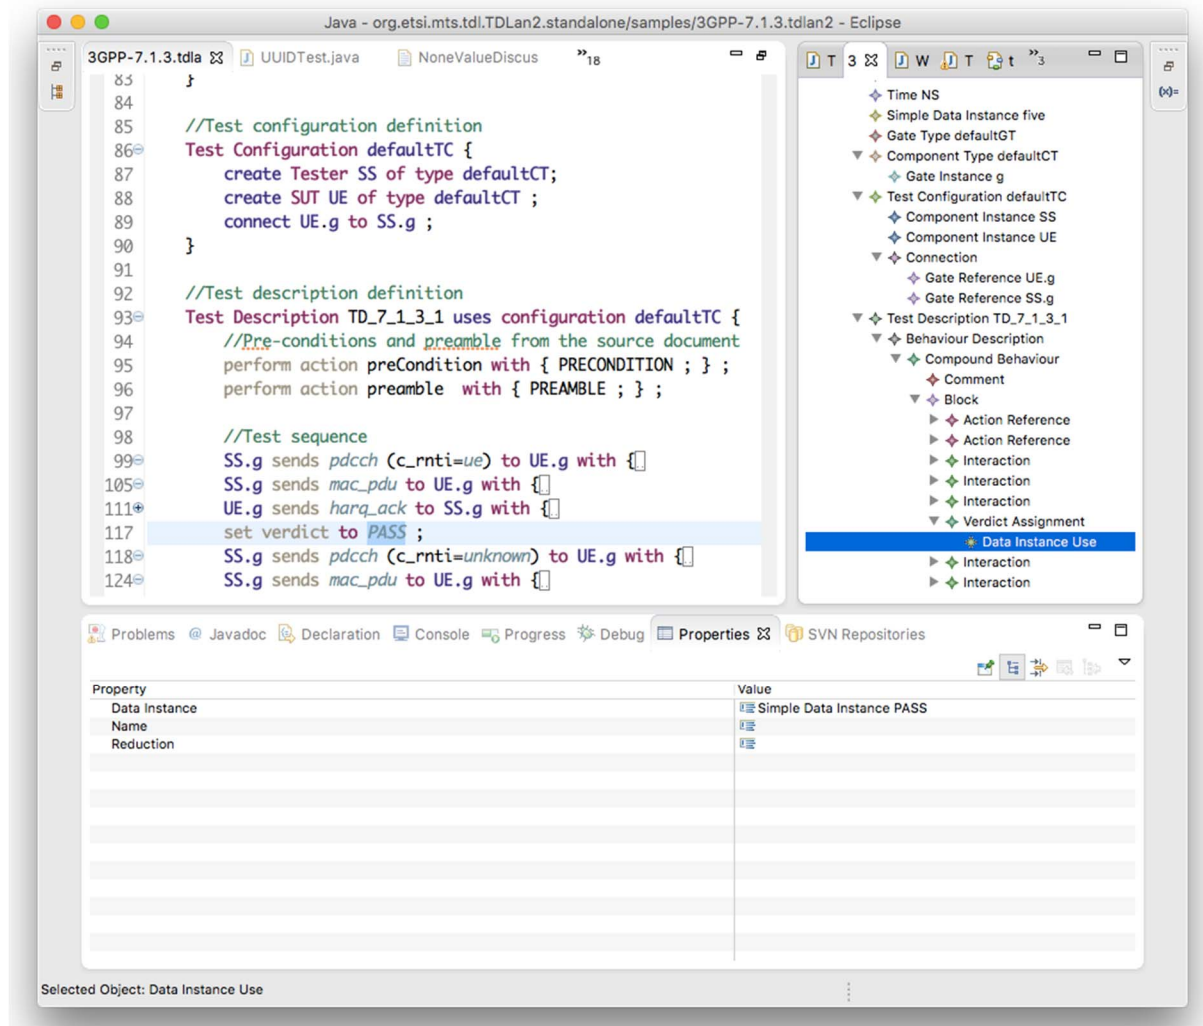 Java - org.etsi.mts.tdl.TDLan2.standalone/samples/3GPP-7.1.3.tdlan2 - Eclipse
3GPP-7.1.3.tdla UUIDTest.java NoneValueDiscus »18
83 }
84
85 //Test configuration definition
86 Test Configuration defaultTC {
87 create Tester SS of type defaultCT;
88 create SUT UE of type defaultCT ;
89 connect UE.g to SS.g ;
90 }
91
92 //Test description definition
93 Test Description TD_7_1_3_1 uses configuration defaultTC {
94 //Pre-conditions and preamble from the source document
95 perform action preCondition with { PRECONDITION ; } ;
96 perform action preamble with { PREAMBLE ; } ;
97
98 //Test sequence
99 SS.g sends pdcch (c_rnti=ue) to UE.g with {
105 SS.g sends mac_pdu to UE.g with {
111 UE.g sends harq_ack to SS.g with {
117 set verdict to PASS ;
118 SS.g sends pdcch (c_rnti=unknown) to UE.g with {
124 SS.g sends mac_pdu to UE.g with {
T 3 W T t »3
(x)=
Time NS
Simple Data Instance five
Gate Type defaultGT
Component Type defaultCT
Gate Instance g
Test Configuration defaultTC
Component Instance SS
Component Instance UE
Connection
Gate Reference UE.g
Gate Reference SS.g
Test Description TD_7_1_3_1
Behaviour Description
Compound Behaviour
Comment
Block
Action Reference
Action Reference
Interaction
Interaction
Interaction
Verdict Assignment
Data Instance Use
Interaction
Interaction
Problems @ Javadoc Declaration Console Progress Debug Properties SVN Repositories
Property Value
Data Instance Simple Data Instance PASS
Name
Reduction
Selected Object: Data Instance Use